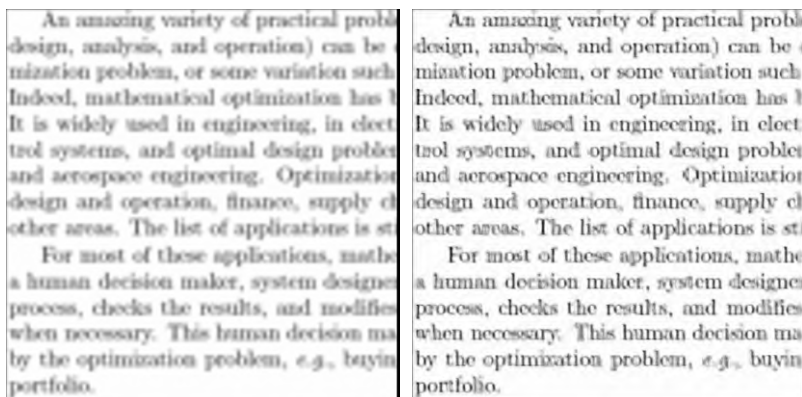 An amazing variety of practical probl
design, analysis, and operation) can be
mization problem, or some variation such
Indeed, mathematical optimization has
It is widely used in engineering, in elect
trol systems, and optimal design proble
and aerospace engineering. Optimization
design and operation, finance, supply cl
other areas. The list of applications is sti
For most of these applications, mathe
a human decision maker, system designe
process, checks the results, and modifies
when necessary. This human decision ma
by the optimization problem, e.g., buyin
portfolio.
An amazing variety of practical probl
design, analysis, and operation) can be
mization problem, or some variation such
Indeed, mathematical optimization has
It is widely used in engineering, in elect
trol systems, and optimal design proble
and aerospace engineering. Optimization
design and operation, finance, supply cl
other areas. The list of applications is sti
For most of these applications, mathe
a human decision maker, system designe
process, checks the results, and modifies
when necessary. This human decision ma
by the optimization problem, e.g., buyin
portfolio.